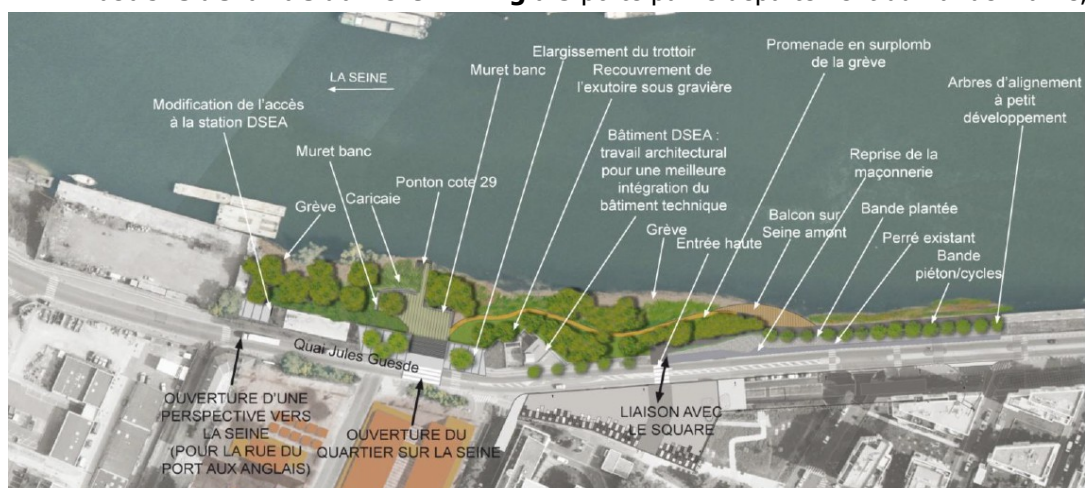 LA SEINE
Modification de l'accès
à la station DSEA
Muret banc
Grève
Caricaie
Ponton cote 29
Muret banc
Elargissement du trottoir
Recouvrement de
l'exutoire sous gravière
Bâtiment DSEA :
travail architectural
pour une meilleure
intégration du
bâtiment technique
Grève
Entrée haute
Promenade en surplomb
de la grève
Balcon sur
Seine amont
Reprise de la
maçonnerie
Bande plantée
Perré existant
Bande
piéton/cycles
Arbres d'alignement
à petit
développement
Quai Jules Guesde
OUVERTURE D'UNE
PERSPECTIVE VERS
LA SEINE
(POUR LA RUE DU
PORT AUX ANGLAIS)
OUVERTURE DU
QUARTIER SUR LA SEINE
LIAISON AVEC
LE SQUARE